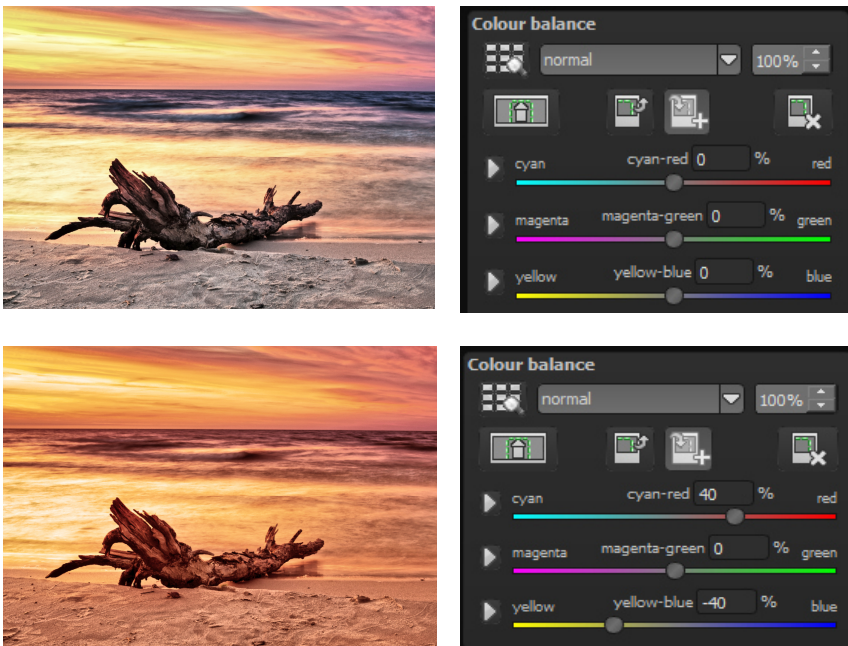 Colour balance
normal 100%
cyan cyan-red 0 % red
magenta magenta-green 0 % green
yellow yellow-blue 0 % blue
Colour balance
normal 100%
cyan cyan-red 40 % red
magenta magenta-green 0 % green
yellow yellow-blue -40 % blue